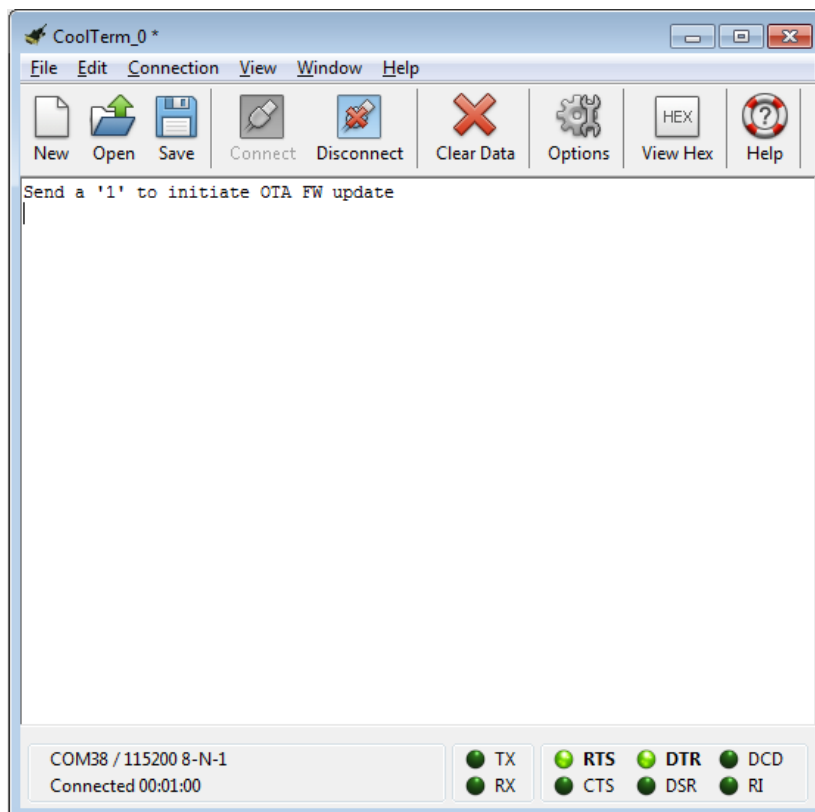 CoolTerm_0 *
File Edit Connection View Window Help
HEX
New Open Save Connect Disconnect Clear Data Options View Hex Help
Send a '1' to initiate OTA FW update
COM38 / 115200 8-N-1
Connected 00:01:00
TX RTS DTR DCD
RX CTS DSR RI